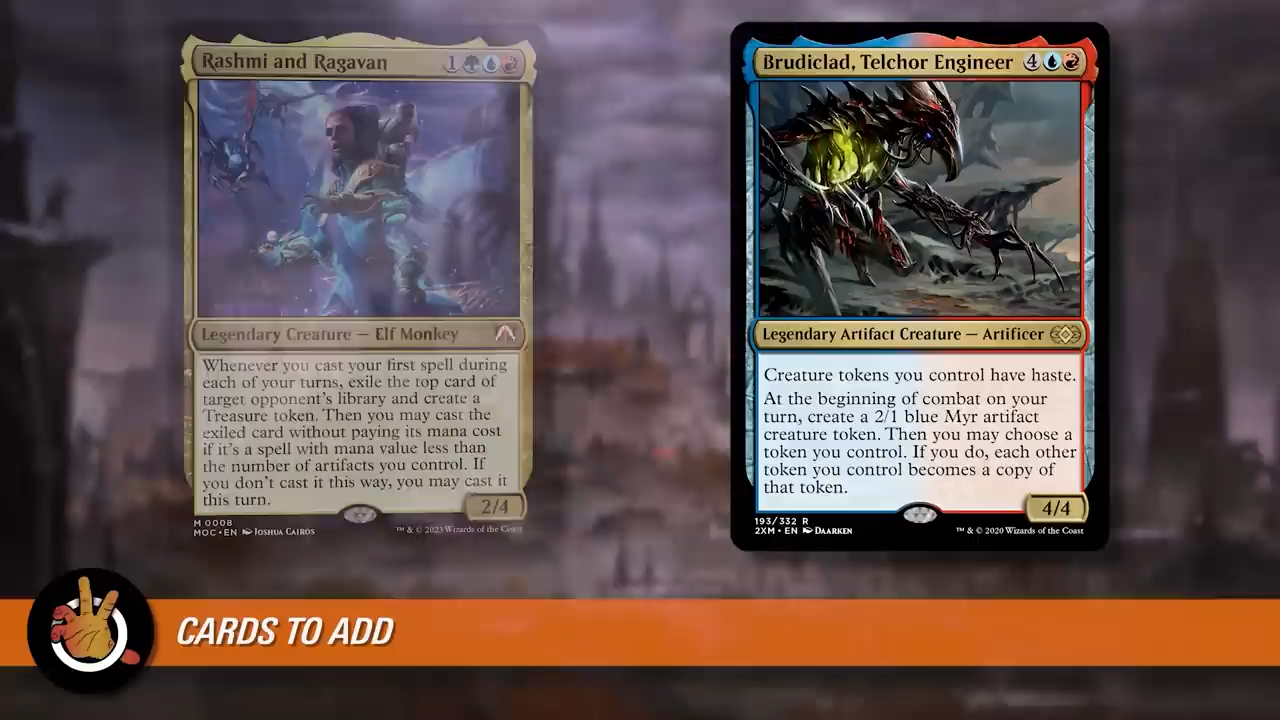 Rashmi and Ragavan 1
Legendary Creature — Elf Monkey
Whenever you cast your first spell during
each of your turns, exile the top card of
target opponent's library and create a
Treasure token. Then you may cast the
exiled card without paying its mana cost
if it's a spell with mana value less than
the number of artifacts you control. If
you don't cast it this way, you may cast it
this turn.
2/4
M 0008
MOC • EN JOSHUA CAIROS
™ & © 2023 Wizards of the Coast
Brudiclad, Telchor Engineer 4
Legendary Artifact Creature — Artificer
Creature tokens you control have haste.
At the beginning of combat on your
turn, create a 2/1 blue Myr artifact
creature token. Then you may choose a
token you control. If you do, each other
token you control becomes a copy of
that token.
4/4
193/332 R
2XM • EN DAARKEN
™ & © 2020 Wizards of the Coast
CARDS TO ADD